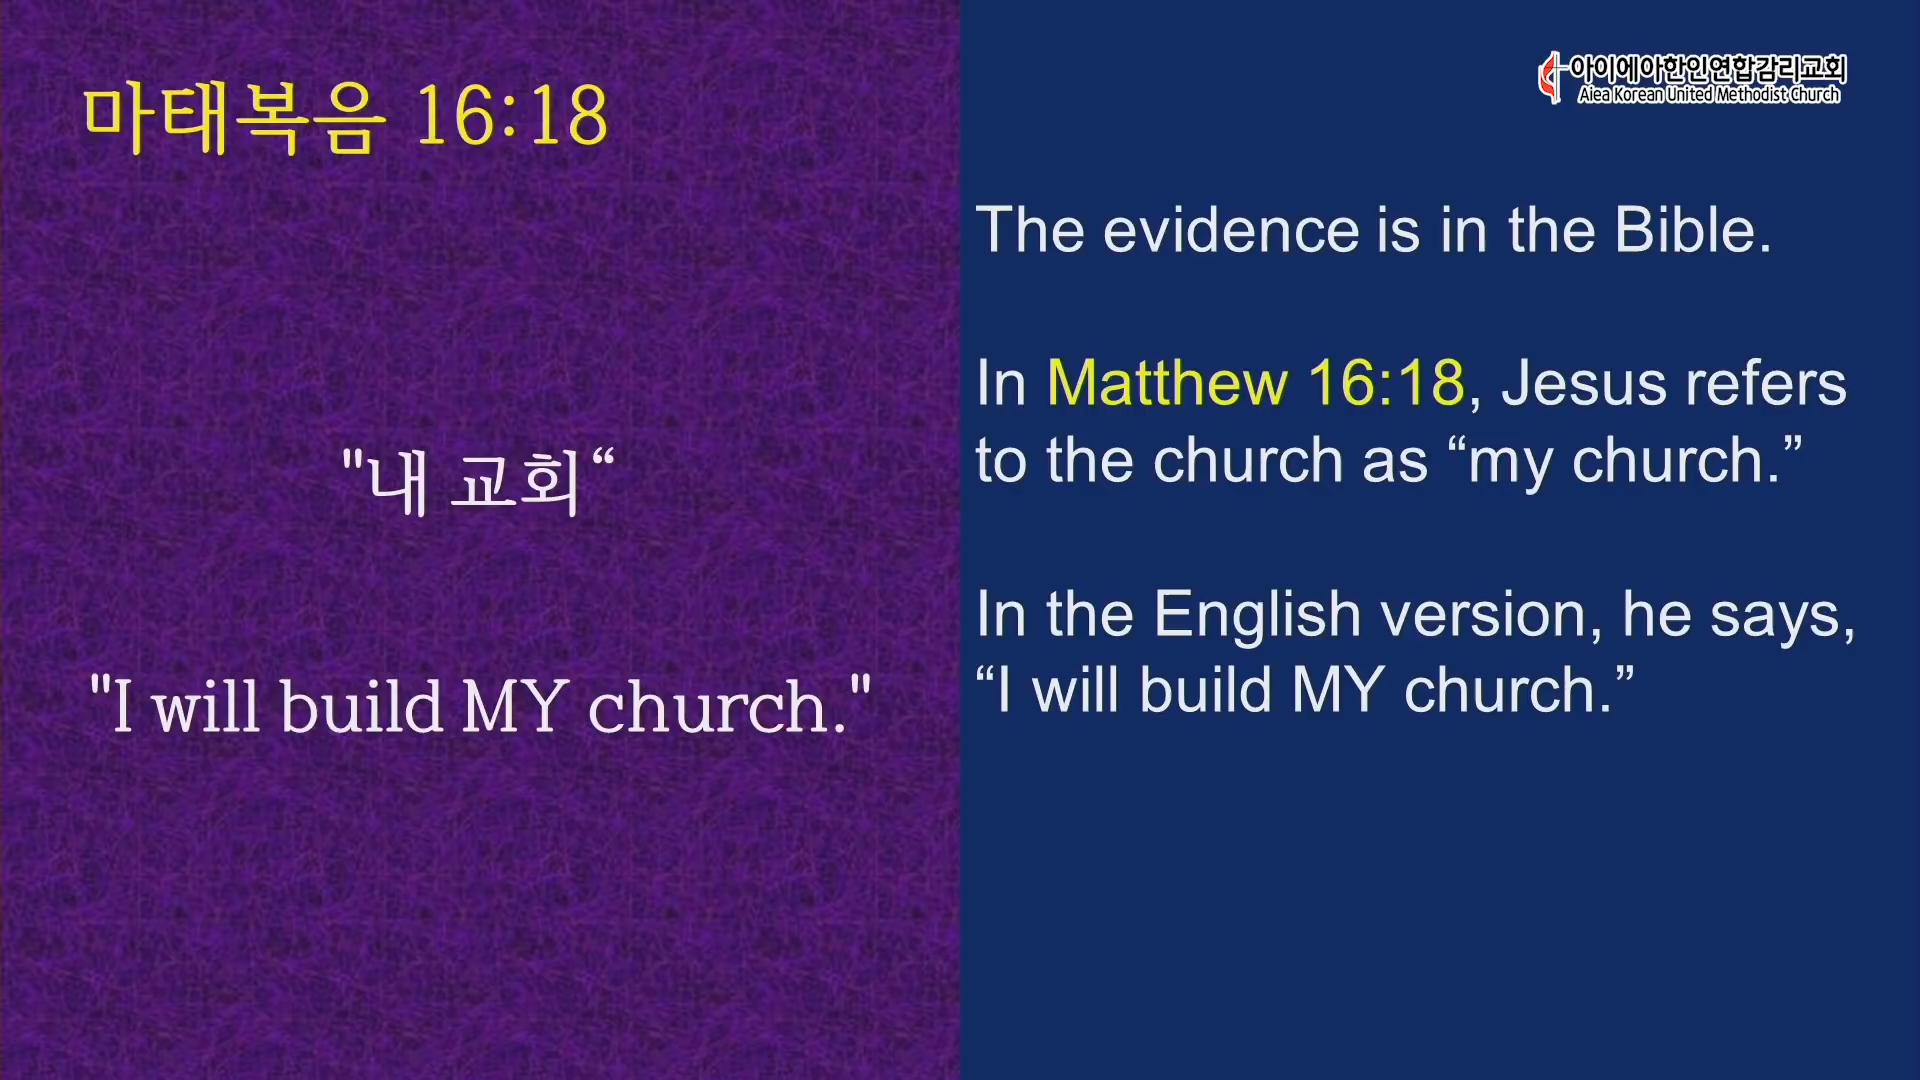 마태복음 16:18
"내 교회“
"I will build MY church."
아이에아한인연합감리교회
Aiea Korean United Methodist Church
The evidence is in the Bible.
In Matthew 16:18, Jesus refers
to the church as “my church.”
In the English version, he says,
“I will build MY church.”